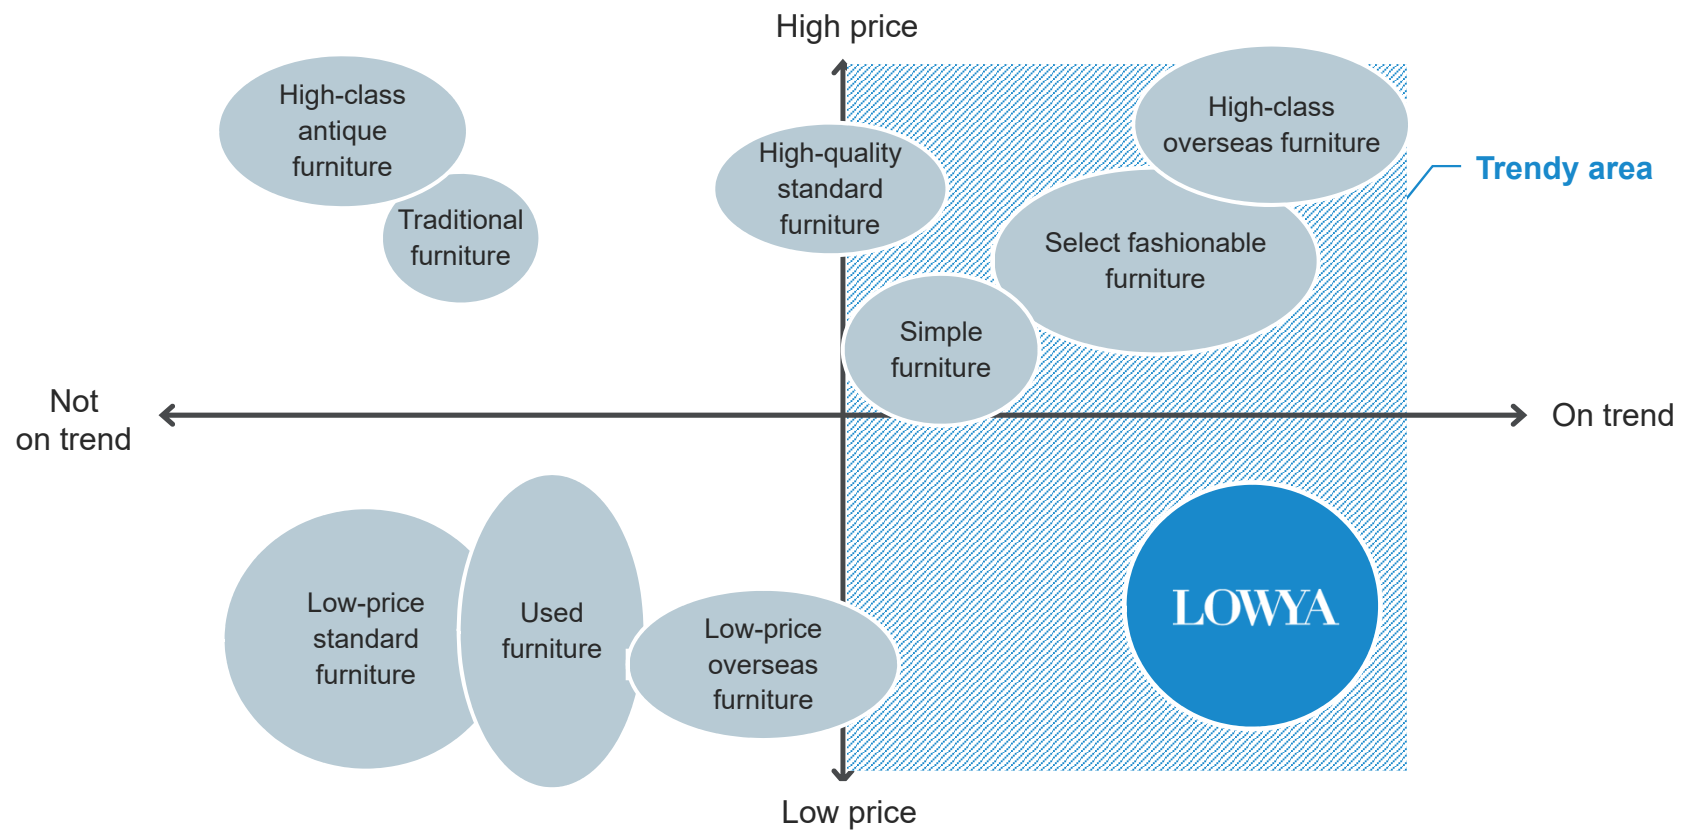 High price
High-class
antique
furniture
Traditional
furniture
High-quality
standard
furniture
High-class
overseas furniture
Trendy area
Select fashionable
furniture
Simple
furniture
Not
on trend
On trend
Low-price
standard
furniture
Used
furniture
Low-price
overseas
furniture
LOWYA
Low price